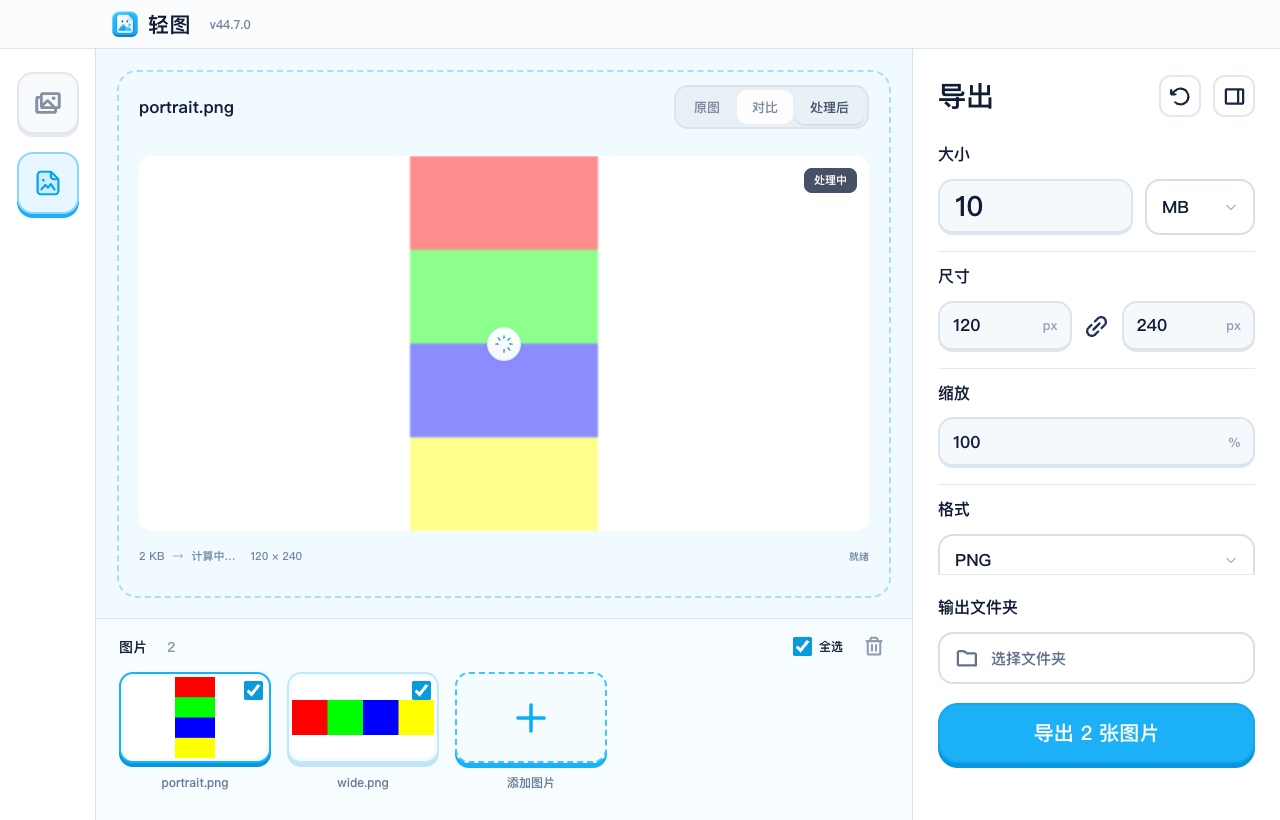 轻图 v44.7.0
portrait.png
原图 对比 处理后
处理中
2 KB → 计算中... 120 × 240
就绪
图片 2
全选
portrait.png
wide.png
添加图片
导出
大小
10 MB
尺寸
120 px 240 px
缩放
100 %
格式
PNG
输出文件夹
选择文件夹
导出 2 张图片